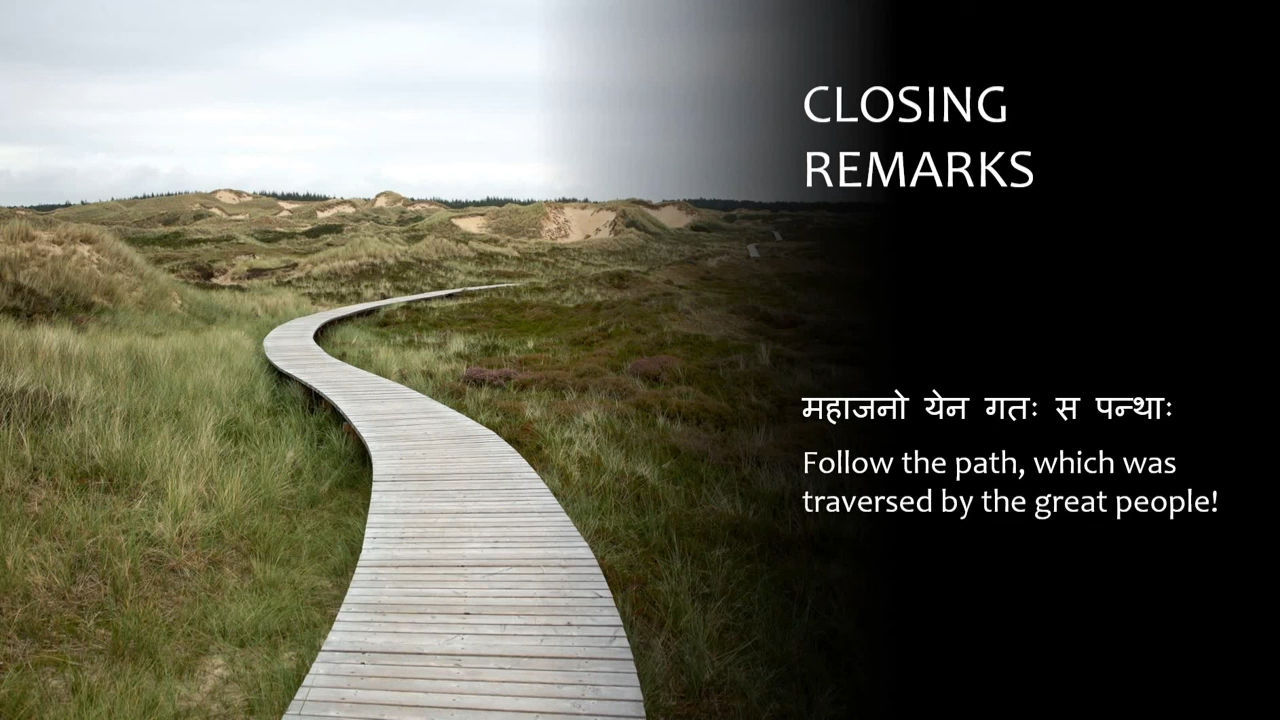 CLOSING
REMARKS
महाजनो येन गतः स पन्थाः
Follow the path, which was
traversed by the great people!